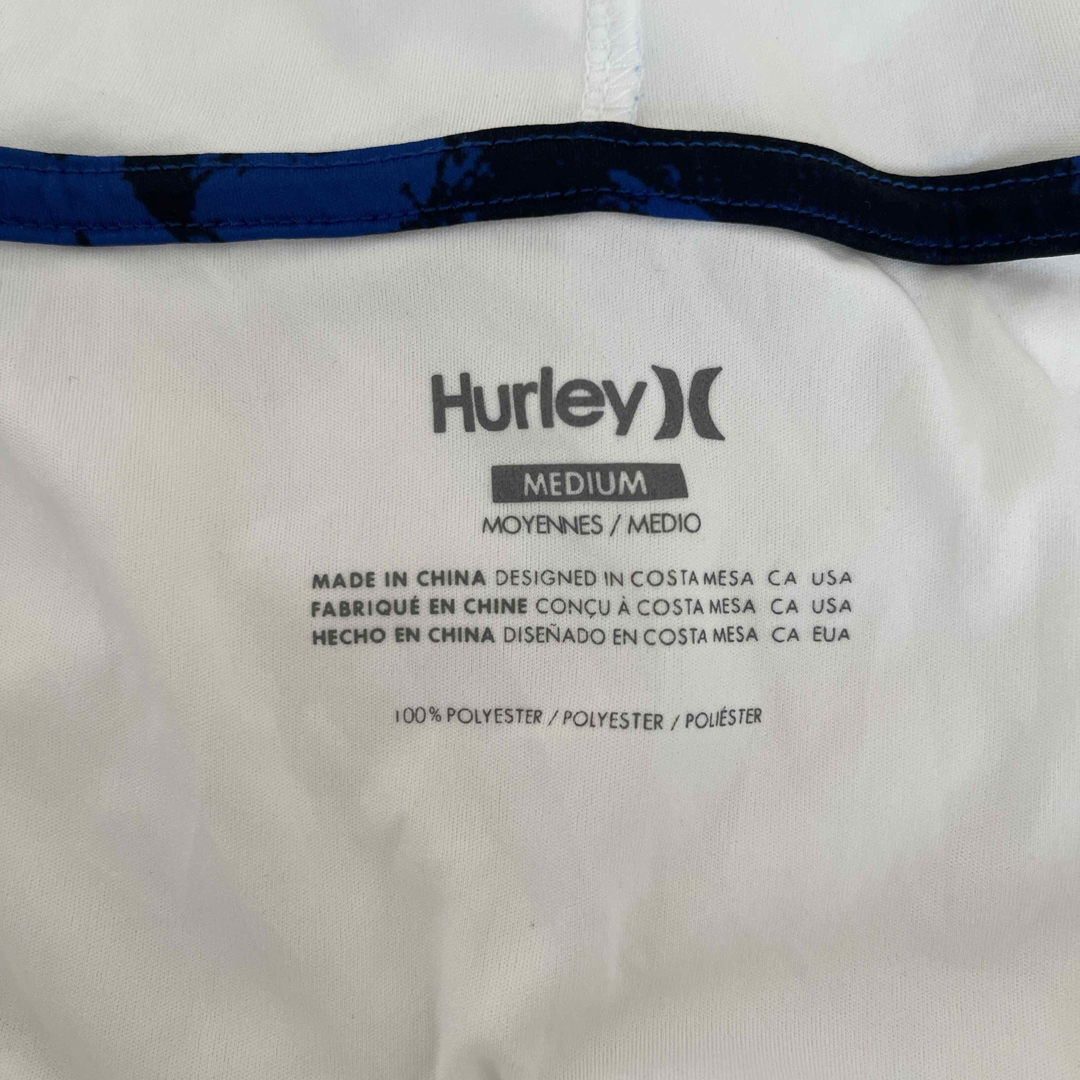 Hurley
MEDIUM
MOYENNES / MEDIO
MADE IN CHINA DESIGNED IN COSTA MESA CA USA
FABRIQUÉ EN CHINE CONÇU À COSTA MESA CA USA
HECHO EN CHINA DISEÑADO EN COSTA MESA CA EUA
100% POLYESTER / POLYESTER / POLIÉSTER